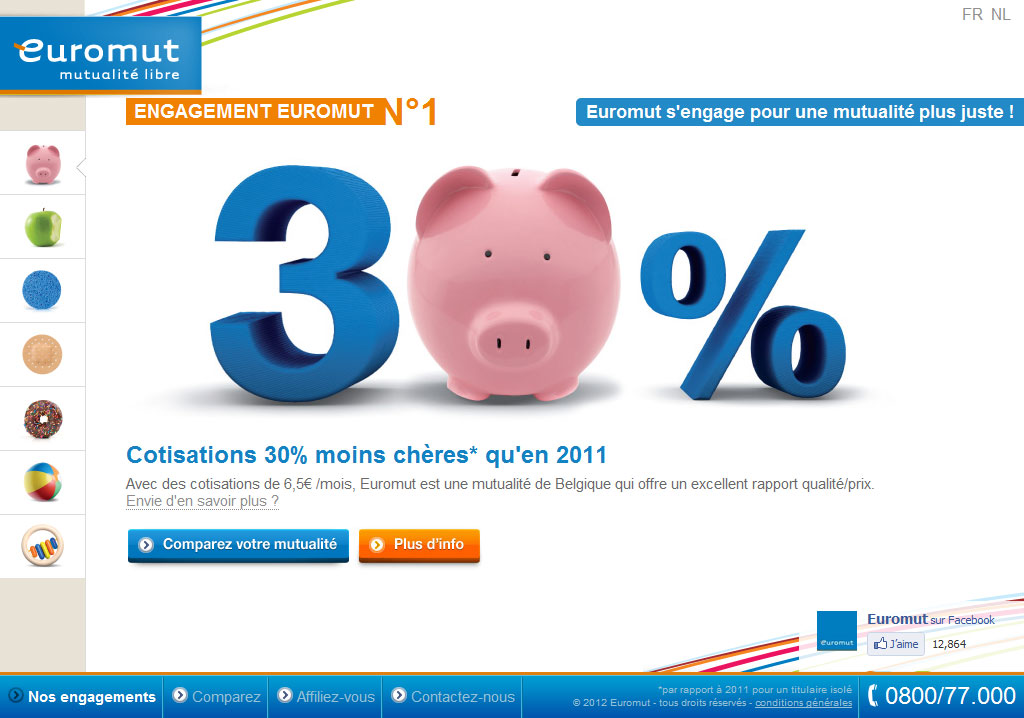 FR NL
euromut
mutualité libre
ENGAGEMENT EUROMUT N°1
Euromut s'engage pour une mutualité plus juste !
3 %
Cotisations 30% moins chères* qu'en 2011
Avec des cotisations de 6,5€ /mois, Euromut est une mutualité de Belgique qui offre un excellent rapport qualité/prix.
Envie d'en savoir plus ?
Comparez votre mutualité
Plus d'info
euromut
Euromut sur Facebook
J'aime 12,864
Nos engagements
Comparez
Affiliez-vous
Contactez-nous
*par rapport à 2011 pour un titulaire isolé
© 2012 Euromut - tous droits réservés - conditions générales
0800/77.000